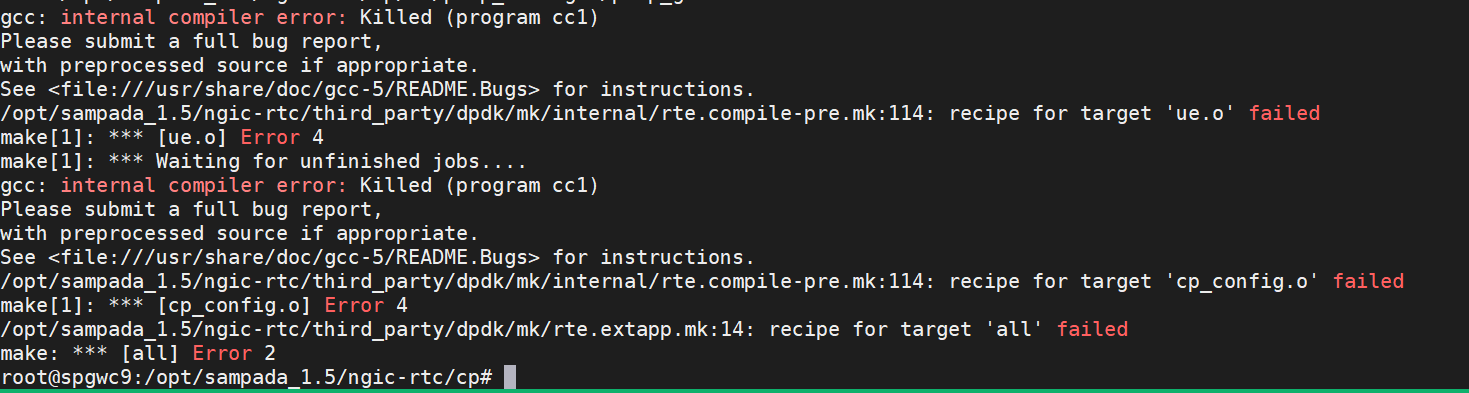 gcc: internal compiler error: Killed (program cc1)
Please submit a full bug report,
with preprocessed source if appropriate.
See <file:///usr/share/doc/gcc-5/README.Bugs> for instructions.
/opt/sampada_1.5/ngic-rtc/third_party/dpdk/mk/internal/rte.compile-pre.mk:114: recipe for target 'ue.o' failed
make[1]: *** [ue.o] Error 4
make[1]: *** Waiting for unfinished jobs....
gcc: internal compiler error: Killed (program cc1)
Please submit a full bug report,
with preprocessed source if appropriate.
See <file:///usr/share/doc/gcc-5/README.Bugs> for instructions.
/opt/sampada_1.5/ngic-rtc/third_party/dpdk/mk/internal/rte.compile-pre.mk:114: recipe for target 'cp_config.o' failed
make[1]: *** [cp_config.o] Error 4
/opt/sampada_1.5/ngic-rtc/third_party/dpdk/mk/rte.extapp.mk:14: recipe for target 'all' failed
make: *** [all] Error 2
root@spgwc9:/opt/sampada_1.5/ngic-rtc/cp#